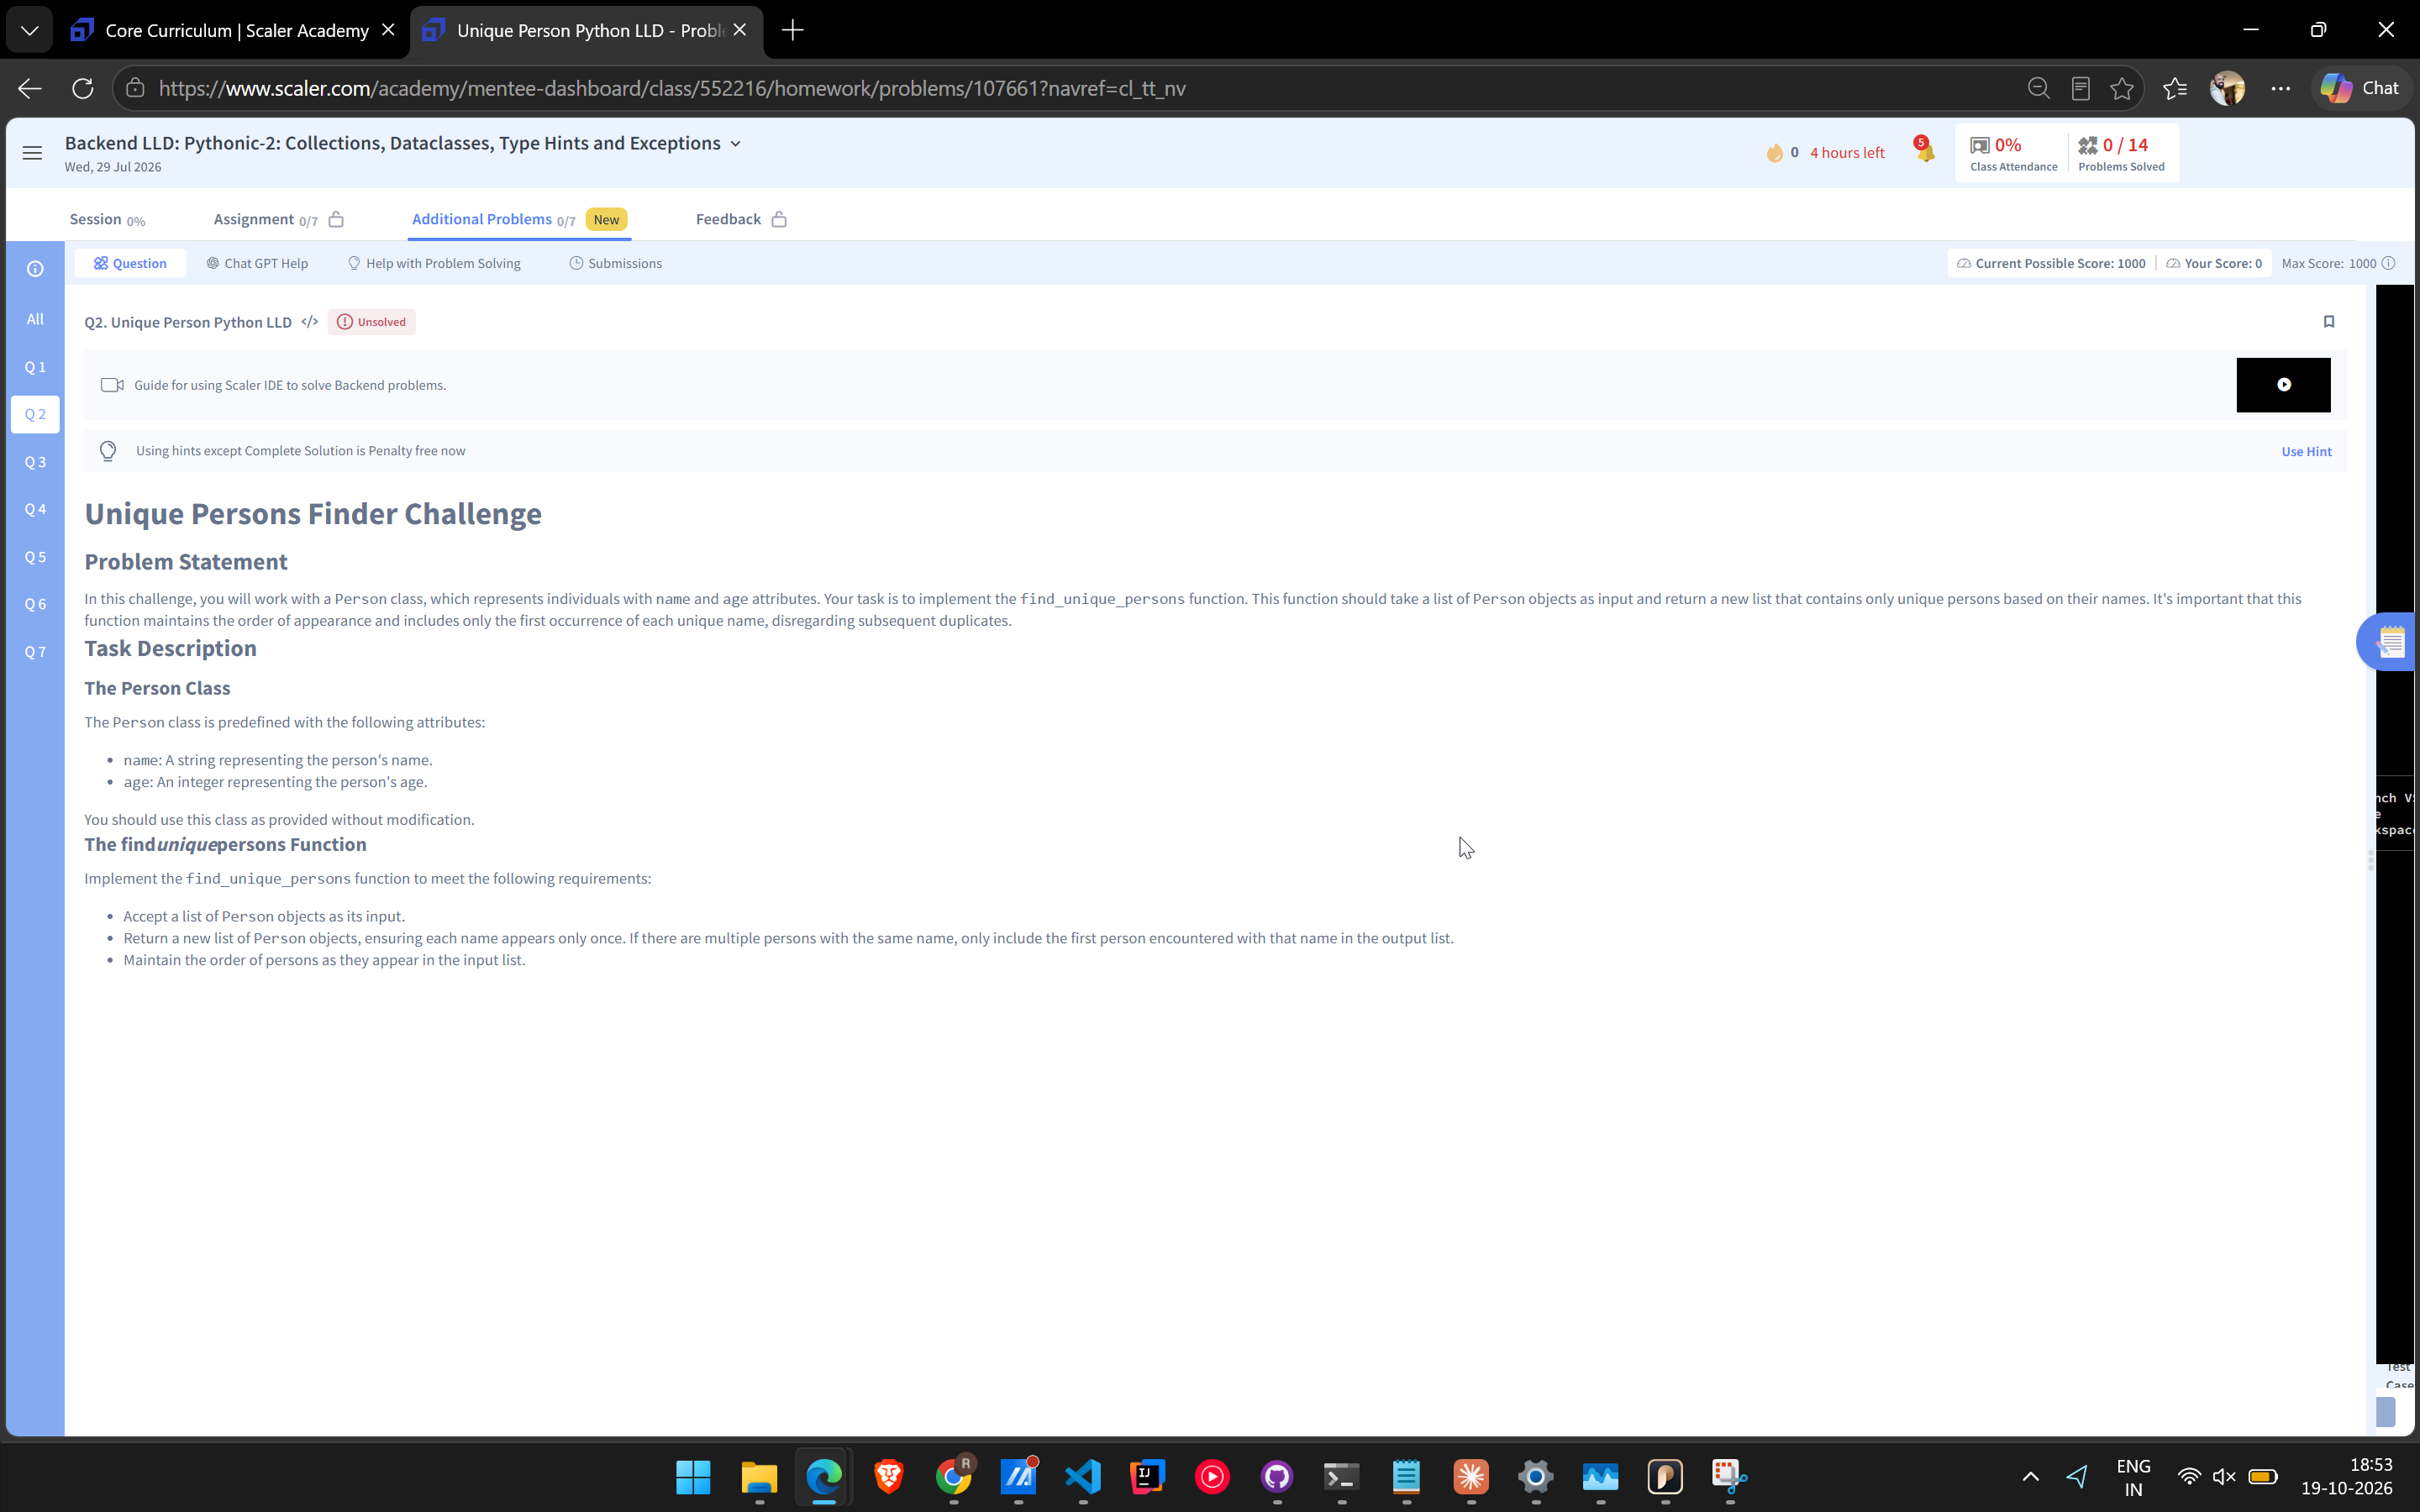 Core Curriculum | Scaler Academy
Unique Person Python LLD - Proble
https://www.scaler.com/academy/mentee-dashboard/class/552216/homework/problems/107661?navref=cl_tt_nv
Chat
Backend LLD: Pythonic-2: Collections, Dataclasses, Type Hints and Exceptions
Wed, 29 Jul 2026
0 4 hours left
5
0%
Class Attendance
0 / 14
Problems Solved
Session 0%
Assignment 0/7
Additional Problems 0/7 New
Feedback
Question
Chat GPT Help
Help with Problem Solving
Submissions
Current Possible Score: 1000
Your Score: 0
Max Score: 1000
All
Q 1
Q 2
Q 3
Q 4
Q 5
Q 6
Q 7
Q2. Unique Person Python LLD </> Unsolved
Guide for using Scaler IDE to solve Backend problems.
Using hints except Complete Solution is Penalty free now
Use Hint
Unique Persons Finder Challenge
Problem Statement
In this challenge, you will work with a Person class, which represents individuals with name and age attributes. Your task is to implement the find_unique_persons function. This function should take a list of Person objects as input and return a new list that contains only unique persons based on their names. It's important that this
function maintains the order of appearance and includes only the first occurrence of each unique name, disregarding subsequent duplicates.
Task Description
The Person Class
The Person class is predefined with the following attributes:
• name: A string representing the person's name.
• age: An integer representing the person's age.
You should use this class as provided without modification.
The finduniquepersons Function
Implement the find_unique_persons function to meet the following requirements:
• Accept a list of Person objects as its input.
• Return a new list of Person objects, ensuring each name appears only once. If there are multiple persons with the same name, only include the first person encountered with that name in the output list.
• Maintain the order of persons as they appear in the input list.
nch VS
e
kspac
Test
Case
R
IJ
ENG
IN
18:53
19-10-2026